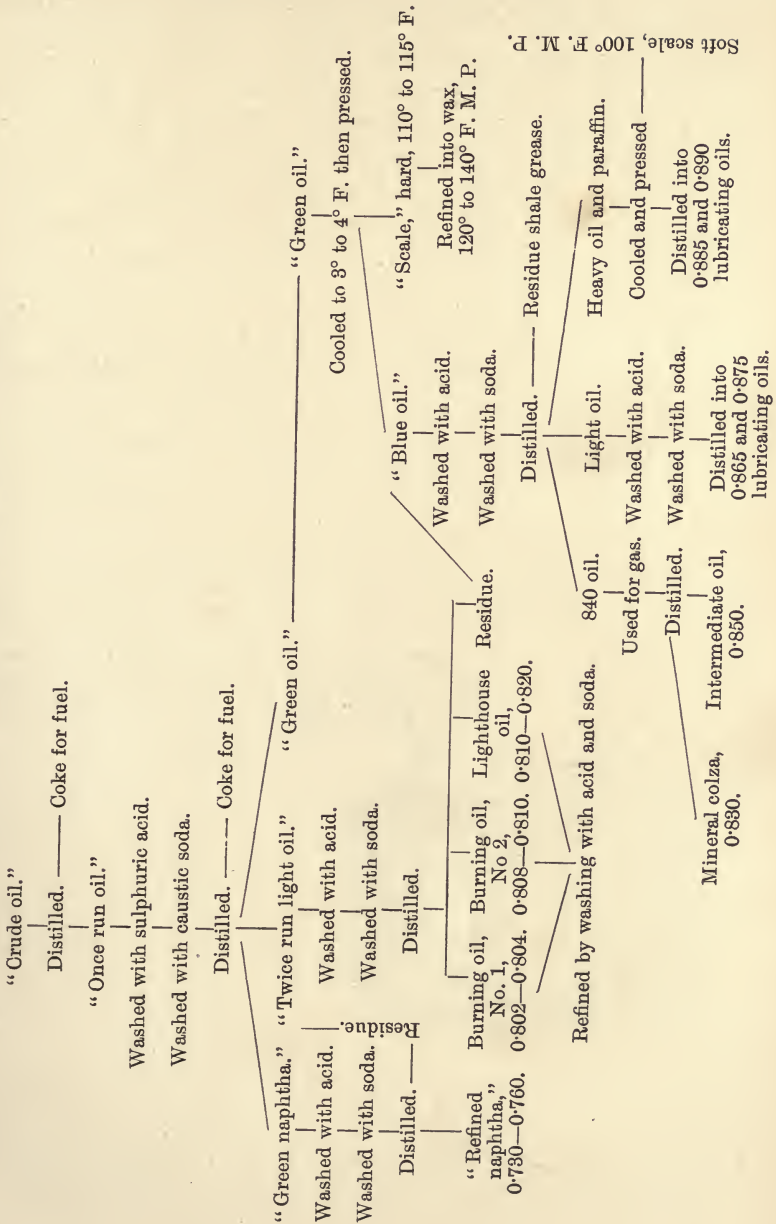 “Crude oil.”
Distilled. —— Coke for fuel.
“Once run oil.”
Washed with sulphuric acid.
Washed with caustic soda.
Distilled. ——— Coke for fuel.
“Green naphtha.”
Washed with acid.
Washed with soda.
Distilled. —
Residue. —
“Refined
naphtha,”
0·730—0·760.
“Twice run light oil.”
Washed with acid.
Washed with soda.
Distilled.
Burning oil,
No. 1,
0·802—0·804.
Burning oil,
No 2,
0·808—0·810.
Lighthouse
oil,
0·810—0·820.
Residue.
Refined by washing with acid and soda.
“Green oil.”
“Green oil.”
Cooled to 3° to 4° F. then pressed.
“Blue oil.”
Washed with acid.
Washed with soda.
Distilled. —— Residue shale grease.
“Scale,” hard, 110° to 115° F.
Refined into wax,
120° to 140° F. M. P.
840 oil.
Used for gas.
Distilled.
Mineral colza,
0·830.
Intermediate oil,
0·850.
Light oil.
Washed with acid.
Washed with soda.
Distilled into
0·865 and 0·875
lubricating oils.
Heavy oil and paraffin.
Cooled and pressed ——
Soft scale, 100° F. M. P.
Distilled into
0·885 and 0·890
lubricating oils.